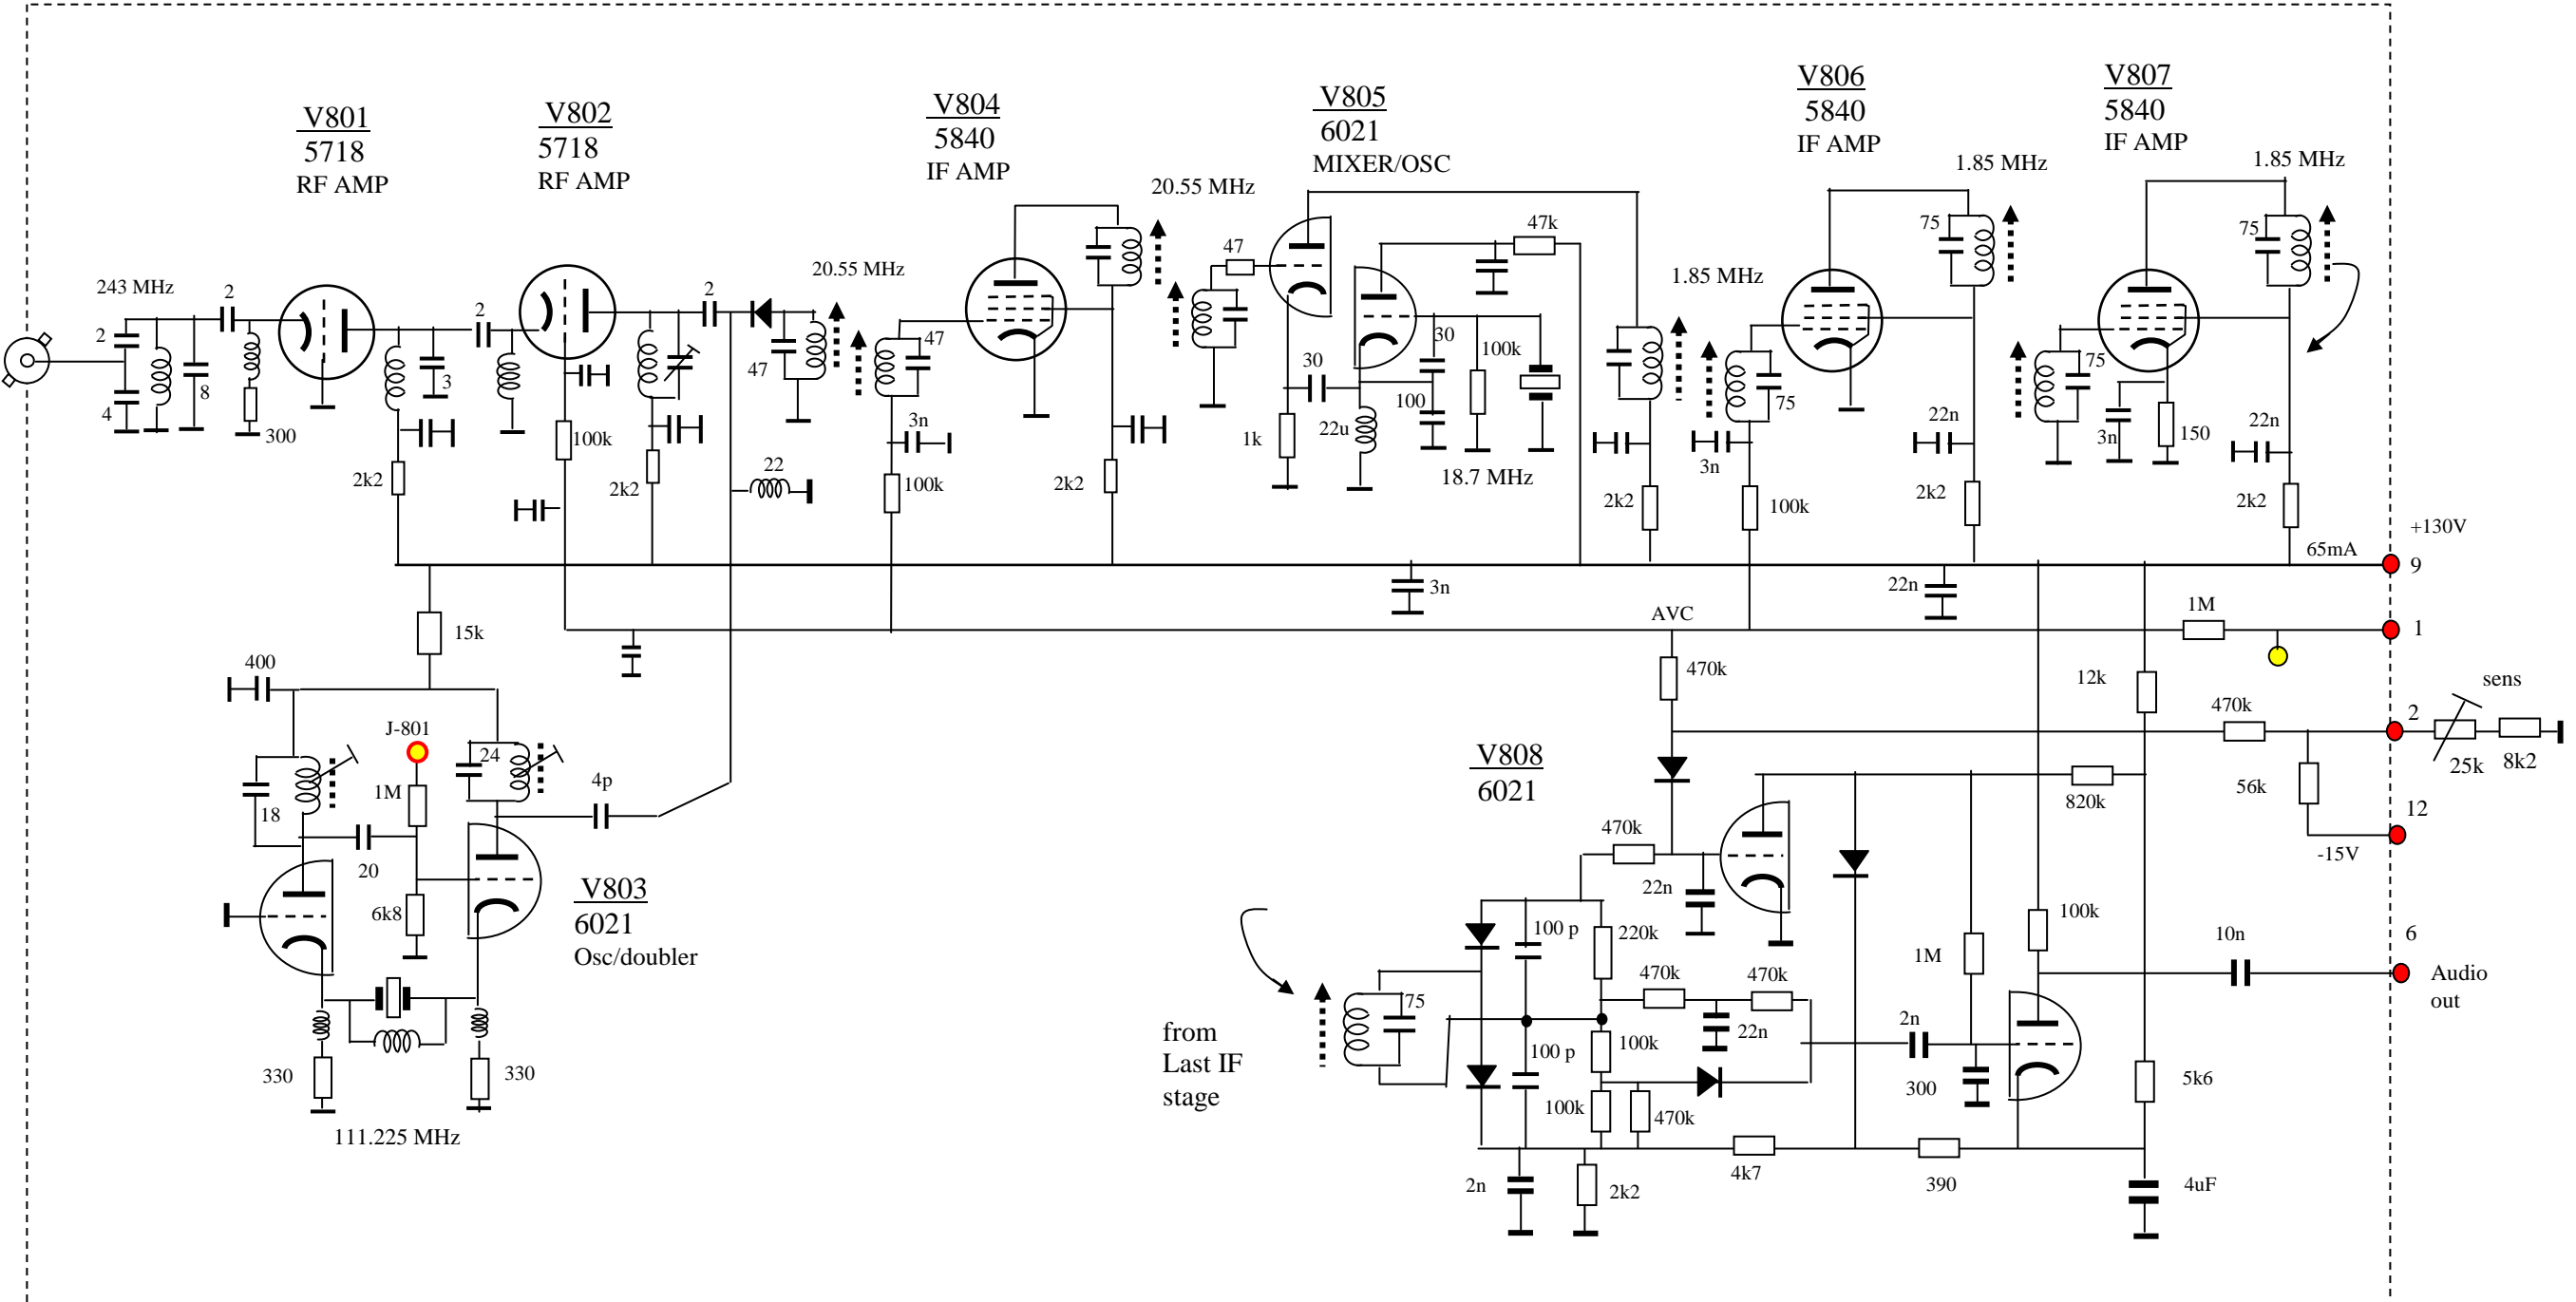 V801
5718
RF AMP
V802
5718
RF AMP
V804
5840
IF AMP
V805
6021
MIXER/OSC
V806
5840
IF AMP
V807
5840
IF AMP
243 MHz
2
2
4
8
300
2
3
2k2
100k
2
2k2
20.55 MHz
47
22
47
3n
100k
20.55 MHz
2k2
47
30
1k
22u
30
100
100k
47k
18.7 MHz
1.85 MHz
2k2
3n
75
100k
1.85 MHz
75
22n
2k2
75
3n
150
1.85 MHz
75
22n
2k2
+130V
65mA
9
3n
22n
AVC
1M
1
15k
400
J-801
18
1M
20
6k8
24
4p
V803
6021
Osc/doubler
330
330
111.225 MHz
470k
12k
470k
2
sens
25k
8k2
56k
12
-15V
V808
6021
820k
470k
22n
100 p
220k
470k
470k
1M
100k
10n
6
Audio
out
75
from
Last IF
stage
100 p
100k
22n
2n
300
100k
470k
5k6
2n
2k2
4k7
390
4uF